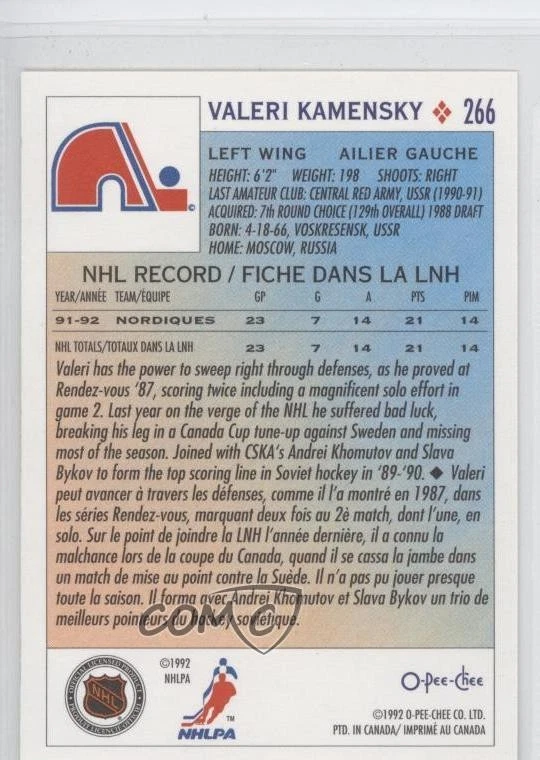 VALERI KAMENSKY ❖ 266
LEFT WING AILIER GAUCHE
HEIGHT: 6'2" WEIGHT: 198 SHOOTS: RIGHT
LAST AMATEUR CLUB: CENTRAL RED ARMY, USSR (1990-91)
ACQUIRED: 7th ROUND CHOICE (129th OVERALL) 1988 DRAFT
BORN: 4-18-66, VOSKRESENSK, USSR
HOME: MOSCOW, RUSSIA
©
NHL RECORD / FICHE DANS LA LNH
YEAR/ANNÉE TEAM/ÉQUIPE GP G A PTS PIM
91-92 NORDIQUES 23 7 14 21 14
NHL TOTALS/TOTAUX DANS LA LNH 23 7 14 21 14
Valeri has the power to sweep right through defenses, as he proved at
Rendez-vous '87, scoring twice including a magnificent solo effort in
game 2. Last year on the verge of the NHL he suffered bad luck,
breaking his leg in a Canada Cup tune-up against Sweden and missing
most of the season. Joined with CSKA's Andrei Khomutov and Slava
Bykov to form the top scoring line in Soviet hockey in '89-'90. ◆ Valeri
peut avancer à travers les défenses, comme il l'a montré en 1987, dans
les séries Rendez-vous, marquant deux fois au 2è match, dont l'une, en
solo. Sur le point de joindre la LNH l'année dernière, il a connu la
malchance lors de la coupe du Canada, quand il se cassa la jambe dans
un match de mise au point contre la Suède. Il n'a pas pu jouer presque
toute la saison. Il forma avec Andrei Khomutov et Slava Bykov un trio de
meilleurs pointeurs du hockey soviétique.
COMC
NHL
©1992
NHLPA
NHLPA
TM
O-Pee-Chee
©1992 O-PEE-CHEE CO. LTD.
PTD. IN CANADA/ IMPRIMÉ AU CANADA